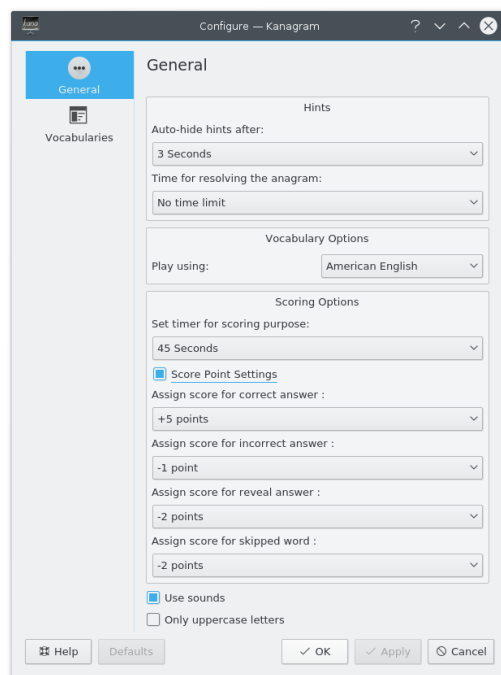 Configure — Kanagram
General
General
Vocabularies
Hints
Auto-hide hints after:
3 Seconds
Time for resolving the anagram:
No time limit
Vocabulary Options
Play using:
American English
Scoring Options
Set timer for scoring purpose:
45 Seconds
Score Point Settings
Assign score for correct answer :
+5 points
Assign score for incorrect answer :
-1 point
Assign score for reveal answer :
-2 points
Assign score for skipped word :
-2 points
Use sounds
Only uppercase letters
Help
Defaults
OK
Apply
Cancel